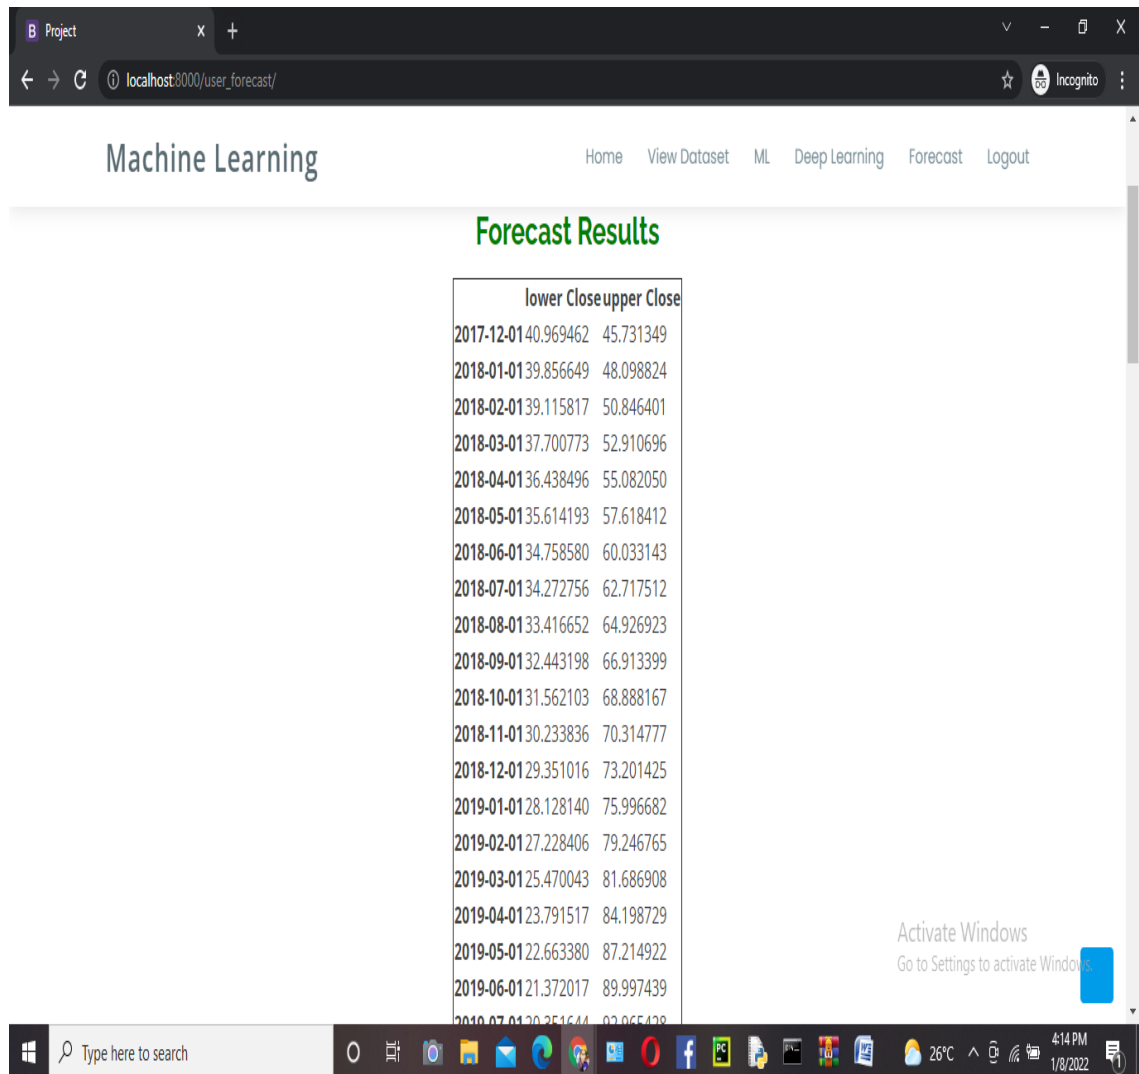 B Project
localhost:8000/user_forecast/
Incognito
Machine Learning
Home View Dataset ML Deep Learning Forecast Logout
Forecast Results
lower Close upper Close
2017-12-01 40.969462 45.731349
2018-01-01 39.856649 48.098824
2018-02-01 39.115817 50.846401
2018-03-01 37.700773 52.910696
2018-04-01 36.438496 55.082050
2018-05-01 35.614193 57.618412
2018-06-01 34.758580 60.033143
2018-07-01 34.272756 62.717512
2018-08-01 33.416652 64.926923
2018-09-01 32.443198 66.913399
2018-10-01 31.562103 68.888167
2018-11-01 30.233836 70.314777
2018-12-01 29.351016 73.201425
2019-01-01 28.128140 75.996682
2019-02-01 27.228406 79.246765
2019-03-01 25.470043 81.686908
2019-04-01 23.791517 84.198729
2019-05-01 22.663380 87.214922
2019-06-01 21.372017 89.997439
2019-07-01 20.351644 92.965428
Activate Windows
Go to Settings to activate Windows.
Type here to search
26°C
4:14 PM
1/8/2022